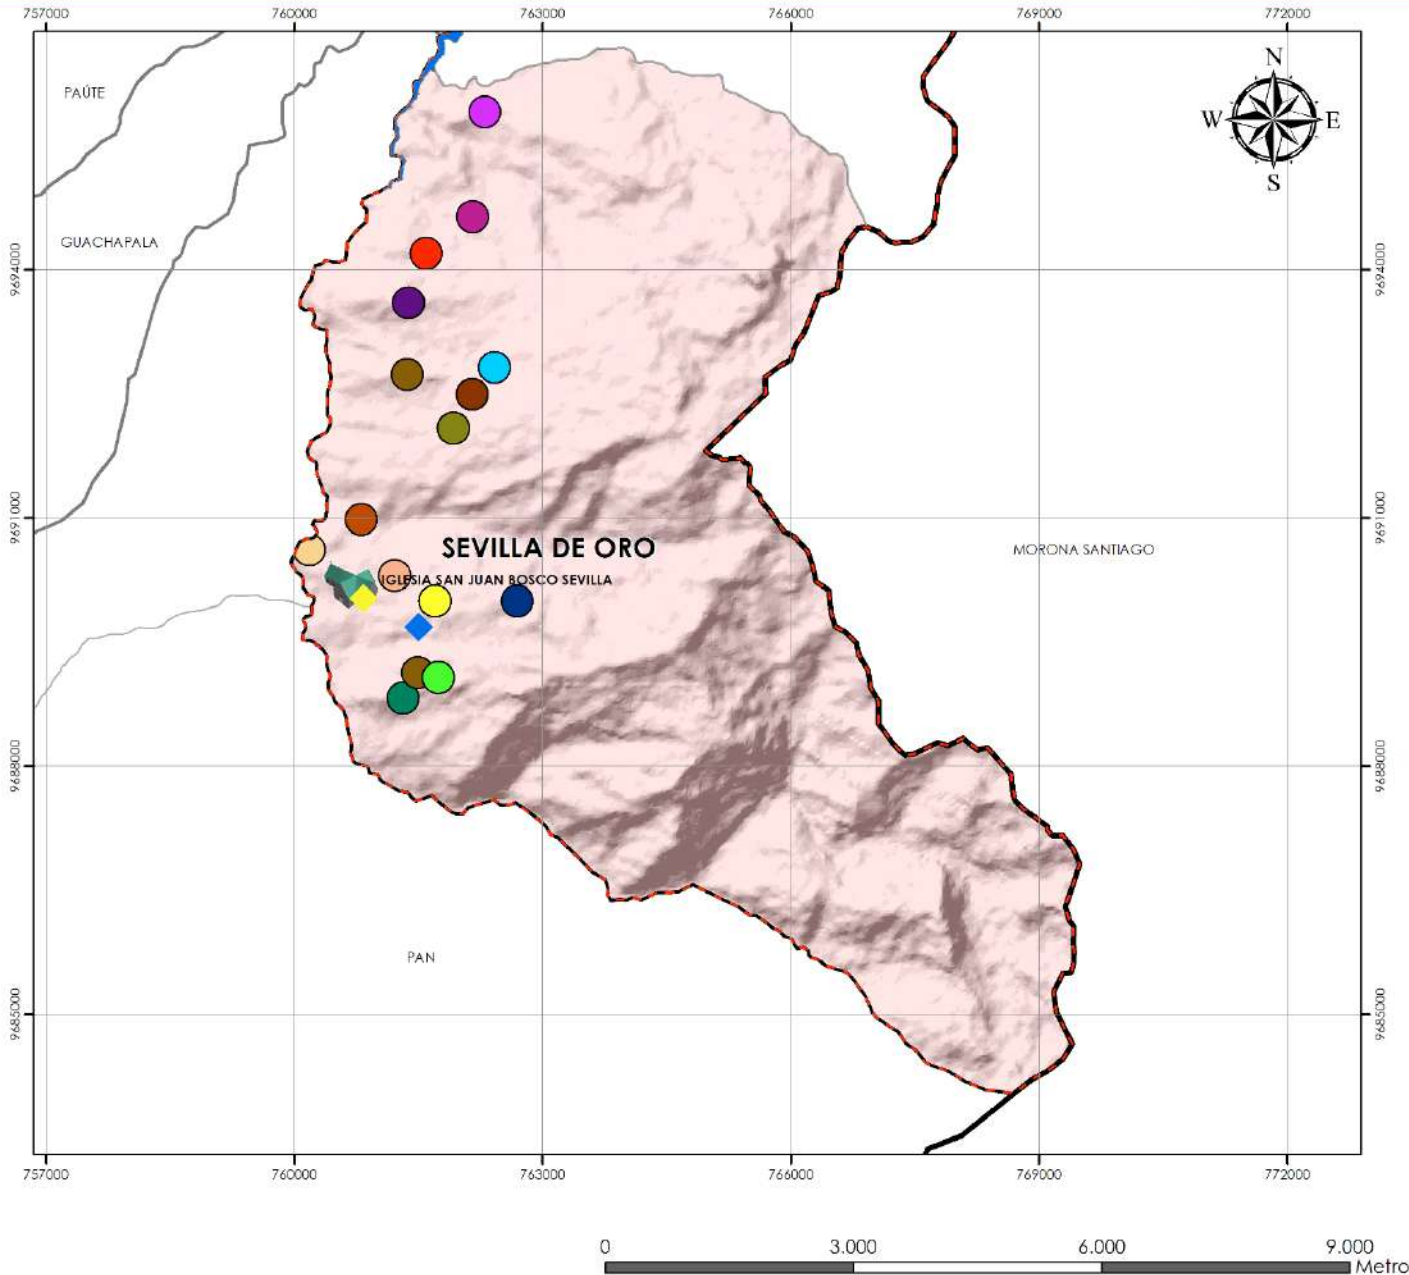 757000 760000 763000 766000 769000 772000
N
PAÚTE
W E
S
GUACHAPALA
9694000 9694000
9691000 9691000
SEVILLA DE ORO
MORONA SANTIAGO
IGLESIA SAN JUAN BOSCO SEVILLA
9688000 9688000
PAN
9685000 9685000
757000 760000 763000 766000 769000 772000
0 3.000 6.000 9.000
Metro